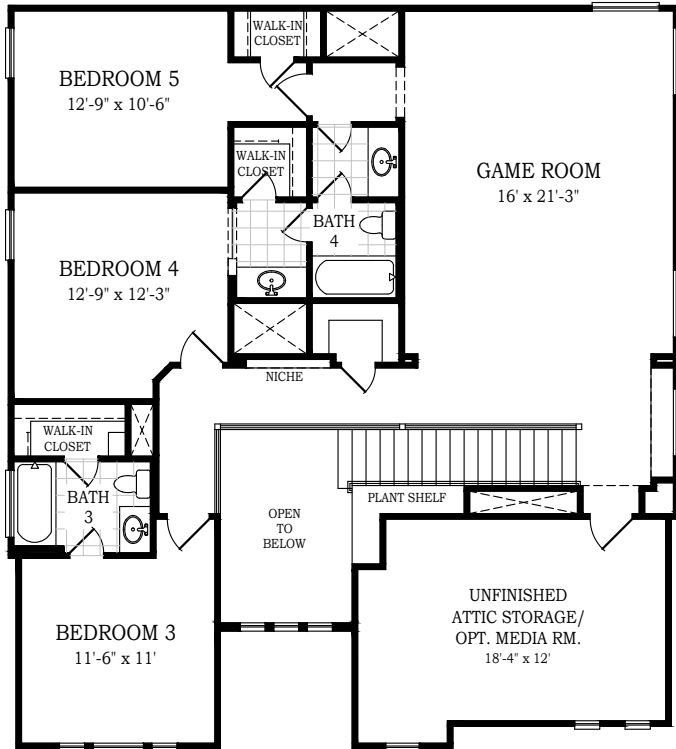 WALK-IN
CLOSET
BEDROOM 5
12'-9" x 10'-6"
WALK-IN
CLOSET
GAME ROOM
16' x 21'-3"
BATH
4
BEDROOM 4
12'-9" x 12'-3"
NICHE
WALK-IN
CLOSET
BATH
3
PLANT SHELF
OPEN
TO
BELOW
UNFINISHED
ATTIC STORAGE/
OPT. MEDIA RM.
18'-4" x 12'
BEDROOM 3
11'-6" x 11'